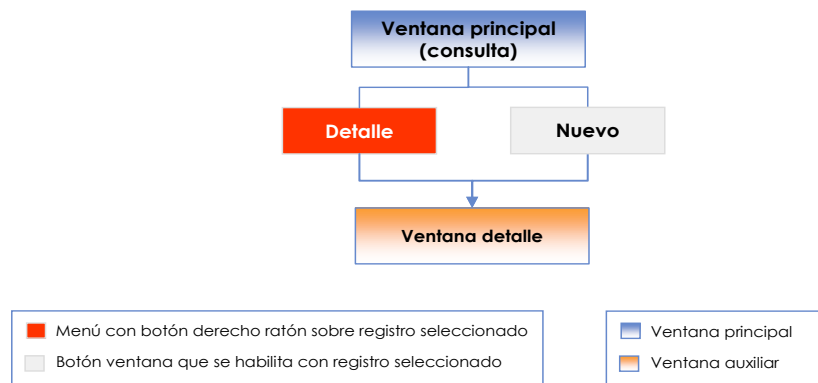 Ventana principal
(consulta)
Detalle
Nuevo
Ventana detalle
Menú con botón derecho ratón sobre registro seleccionado
Botón ventana que se habilita con registro seleccionado
Ventana principal
Ventana auxiliar